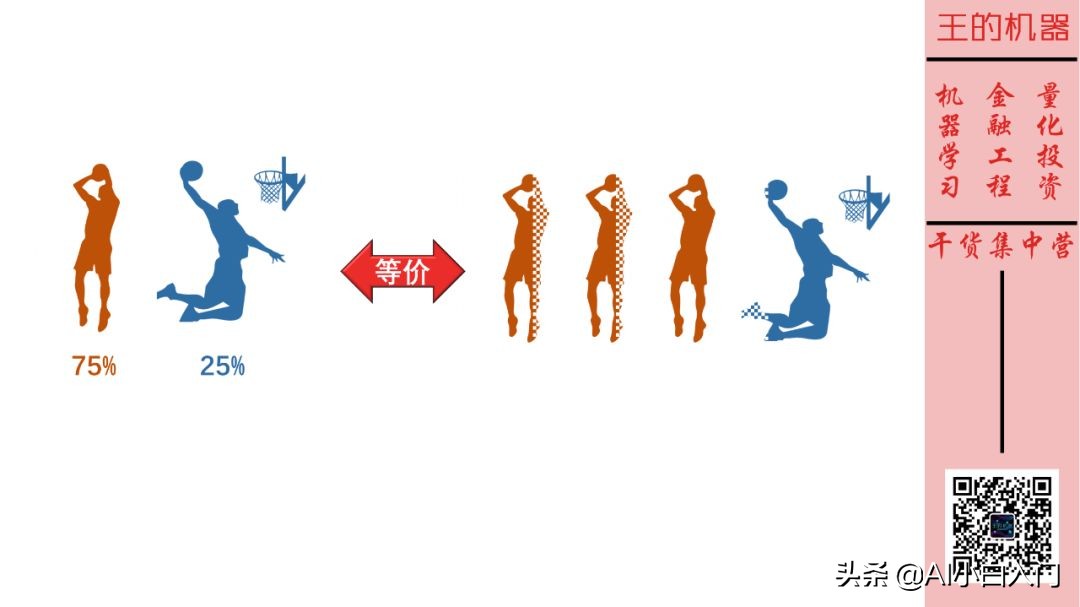 王的机器
机器学习 金融工程 量化投资
干货集中营
等价
75% 25%
头条 @AI小白入门